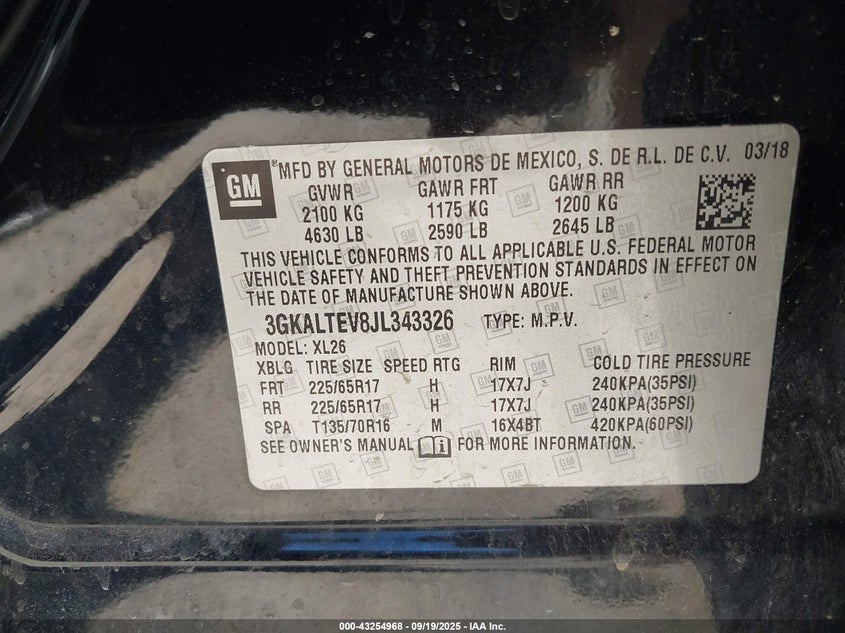 GM
®MFD BY GENERAL MOTORS DE MEXICO, S. DE R.L. DE C.V. 03/18
GVWR GAWR FRT GAWR RR
2100 KG 1175 KG 1200 KG
4630 LB 2590 LB 2645 LB
THIS VEHICLE CONFORMS TO ALL APPLICABLE U.S. FEDERAL MOTOR
VEHICLE SAFETY AND THEFT PREVENTION STANDARDS IN EFFECT ON
THE DATE OF MANUFACTURE SHOWN ABOVE.
3GKALTEV8JL343326 TYPE: M.P.V.
MODEL: XL26
XBLG TIRE SIZE SPEED RTG RIM COLD TIRE PRESSURE
FRT 225/65R17 H 17X7J 240KPA(35PSI)
RR 225/65R17 H 17X7J 240KPA(35PSI)
SPA T135/70R16 M 16X4BT 420KPA(60PSI)
SEE OWNER'S MANUAL FOR MORE INFORMATION.
000-43254968 - 09/19/2025 - IAA Inc.